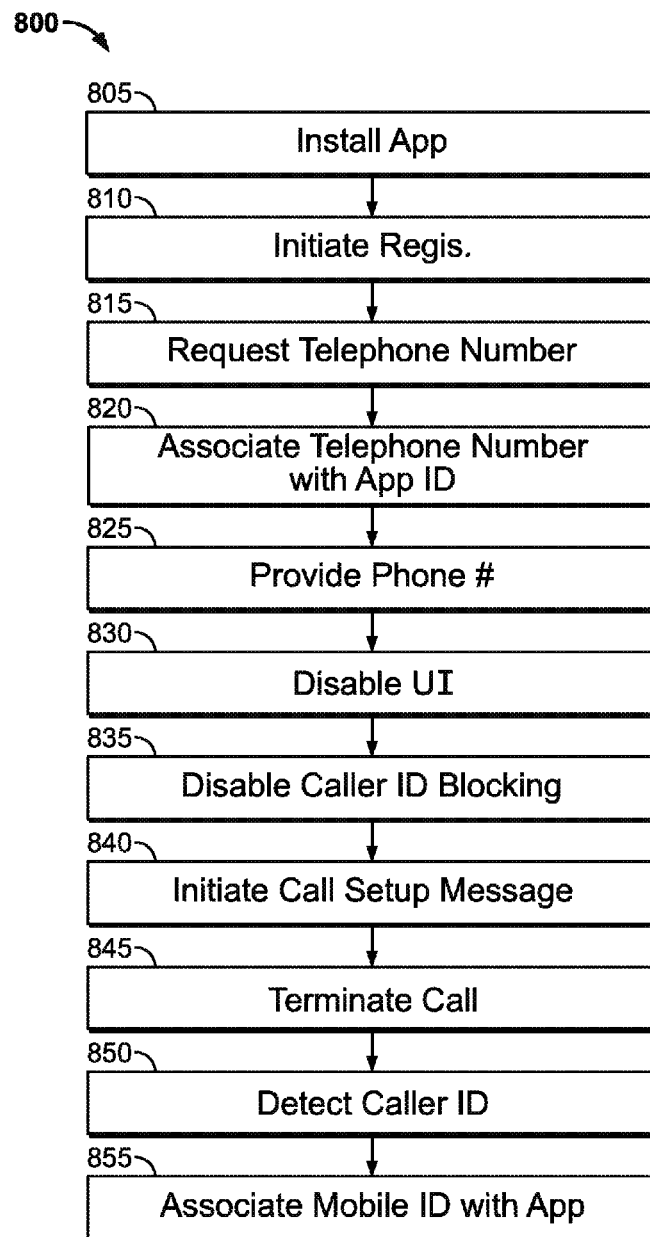 800
805
Install App
810
Initiate Regis.
815
Request Telephone Number
820
Associate Telephone Number
with App ID
825
Provide Phone #
830
Disable UI
835
Disable Caller ID Blocking
840
Initiate Call Setup Message
845
Terminate Call
850
Detect Caller ID
855
Associate Mobile ID with App